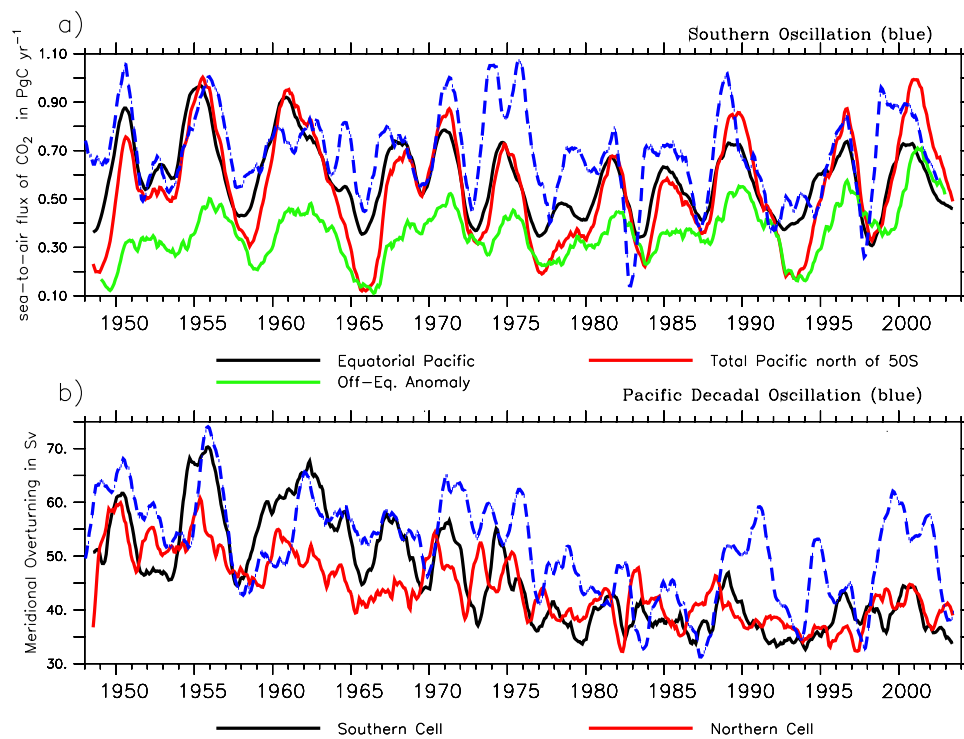 a)
Southern Oscillation (blue)
sea-to-air flux of CO2 in PgC yr−1
1.10
0.90
0.70
0.50
0.30
0.10
1950 1955 1960 1965 1970 1975 1980 1985 1990 1995 2000
Equatorial Pacific
Total Pacific north of 50S
Off-Eq. Anomaly
b)
Pacific Decadal Oscillation (blue)
Meridional Overturning in Sv
70.
60.
50.
40.
30.
1950 1955 1960 1965 1970 1975 1980 1985 1990 1995 2000
Southern Cell
Northern Cell